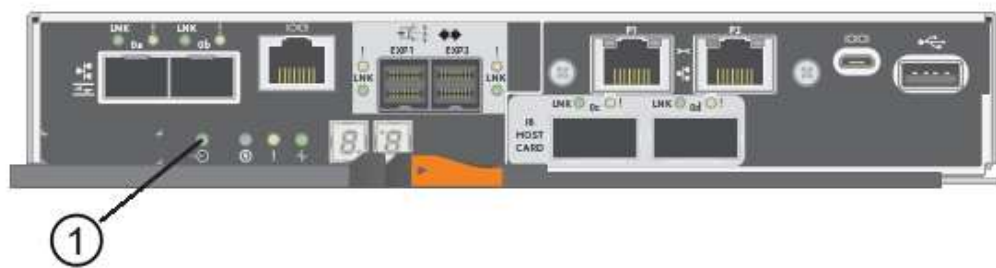 LNK 0a ! LNK 0b !
EXP1 EXP2
! LNK
! LNK
P1 P2
LNK 0c ! LNK 0d !
IB
HOST
CARD
!
8 8
1